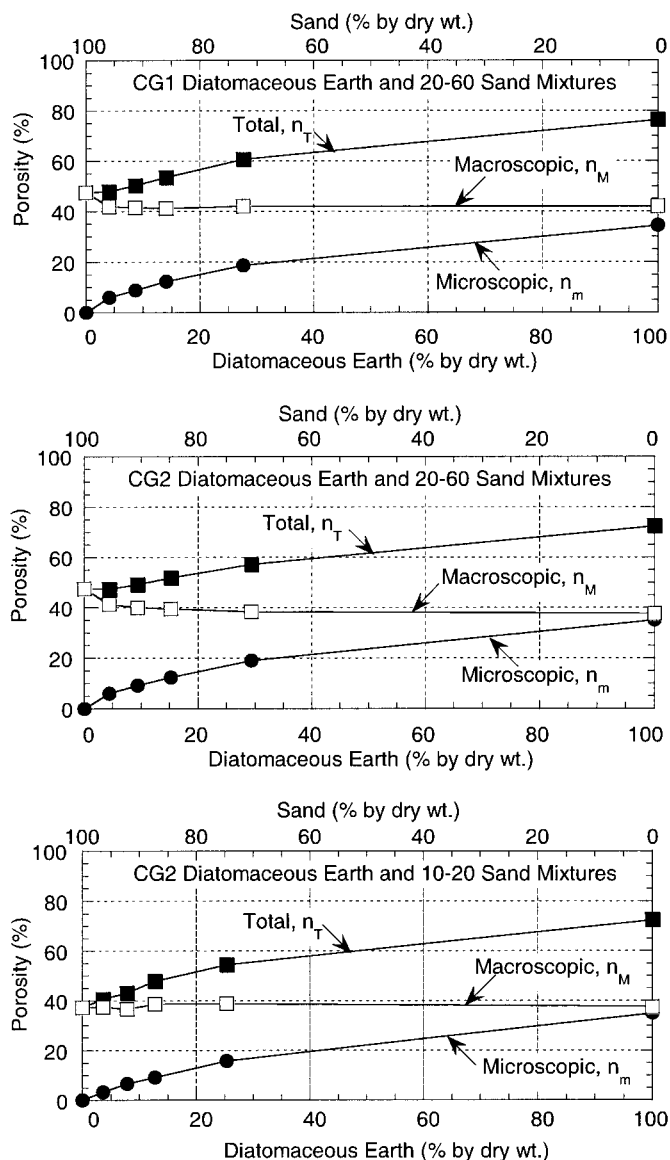 Sand (% by dry wt.)
100 80 60 40 20 0
CG1 Diatomaceous Earth and 20-60 Sand Mixtures
Total, n_T
Macroscopic, n_M
Microscopic, n_m
Porosity (%)
100
80
60
40
20
0
0 20 40 60 80 100
Diatomaceous Earth (% by dry wt.)
Sand (% by dry wt.)
100 80 60 40 20 0
CG2 Diatomaceous Earth and 20-60 Sand Mixtures
Total, n_T
Macroscopic, n_M
Microscopic, n_m
Porosity (%)
100
80
60
40
20
0
0 20 40 60 80 100
Diatomaceous Earth (% by dry wt.)
Sand (% by dry wt.)
100 80 60 40 20 0
CG2 Diatomaceous Earth and 10-20 Sand Mixtures
Total, n_T
Macroscopic, n_M
Microscopic, n_m
Porosity (%)
100
80
60
40
20
0
0 20 40 60 80 100
Diatomaceous Earth (% by dry wt.)